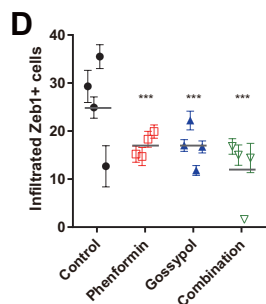 D
Infiltrated Zeb1+ cells
40
30
20
10
0
*** *** ***
Control
Phenformin
Gossypol
Combination